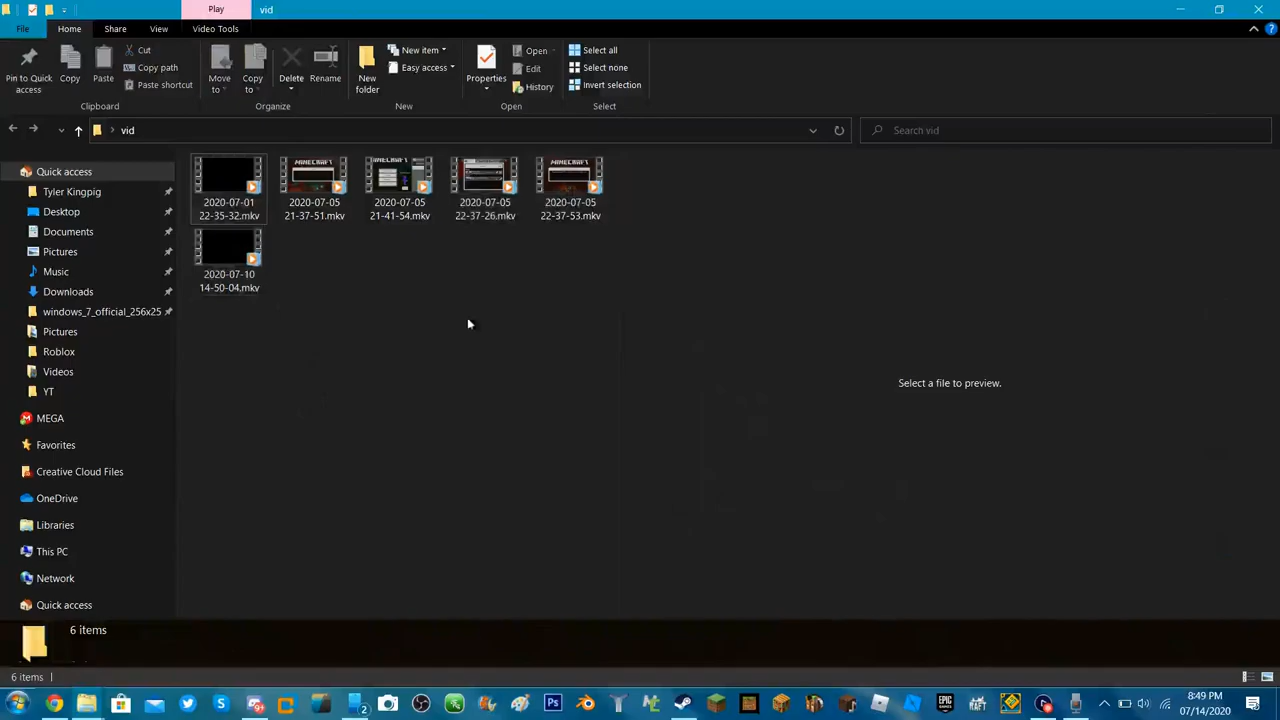 Play
vid
File
Home
Share
View
Video Tools
Pin to Quick access
Copy
Paste
Cut
Copy path
Paste shortcut
Clipboard
Move to
Copy to
Delete
Rename
Organize
New folder
New item
Easy access
New
Properties
Open
Edit
History
Open
Select all
Select none
Invert selection
Select
vid
Search vid
Quick access
Tyler Kingpig
Desktop
Documents
Pictures
Music
Downloads
windows_7_official_256x25
Pictures
Roblox
Videos
YT
MEGA
Favorites
Creative Cloud Files
OneDrive
Libraries
This PC
Network
Quick access
MINECRAFT
MINECRAFT
MINECRAFT
2020-07-01
22-35-32.mkv
2020-07-05
21-37-51.mkv
2020-07-05
21-41-54.mkv
2020-07-05
22-37-26.mkv
2020-07-05
22-37-53.mkv
2020-07-10
14-50-04.mkv
Select a file to preview.
6 items
6 items
8:49 PM
07/14/2020